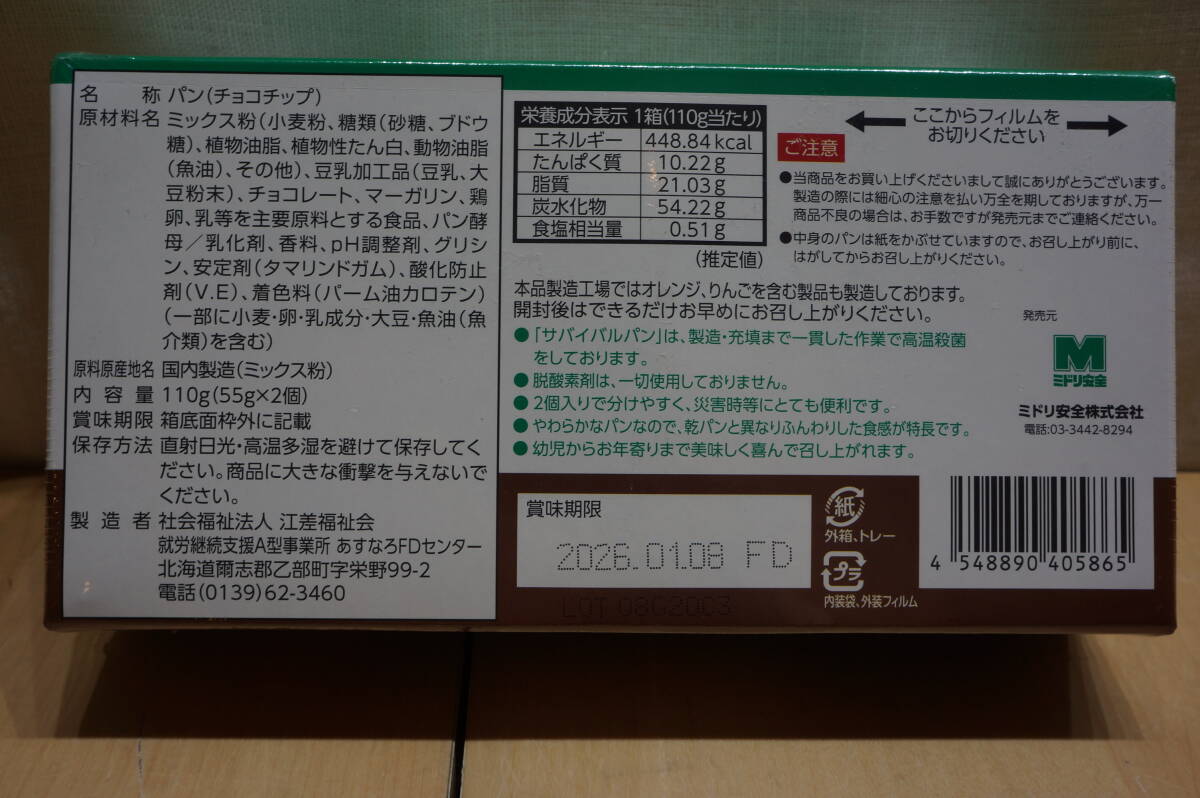 名称 パン(チョコチップ)
原材料名 ミックス粉(小麦粉、糖類(砂糖、ブドウ
糖)、植物油脂、植物性たん白、動物油脂
(魚油)、その他)、豆乳加工品(豆乳、大
豆粉末)、チョコレート、マーガリン、鶏
卵、乳等を主要原料とする食品、パン酵
母/乳化剤、香料、pH調整剤、グリシ
ン、安定剤(タマリンドガム)、酸化防止
剤(V.E)、着色料(パーム油カロテン)
(一部に小麦・卵・乳成分・大豆・魚油(魚
介類)を含む)
原料原産地名 国内製造(ミックス粉)
内容量 110g(55g×2個)
賞味期限 箱底面枠外に記載
保存方法 直射日光・高温多湿を避けて保存してく
ださい。商品に大きな衝撃を与えないで
ください。
製造者 社会福祉法人 江差福祉会
就労継続支援A型事業所 あすなろFDセンター
北海道爾志郡乙部町字栄野99-2
電話(0139)62-3460
栄養成分表示 1箱(110g当たり)
エネルギー 448.84kcal
たんぱく質 10.22g
脂質 21.03g
炭水化物 54.22g
食塩相当量 0.51g
(推定値)
ここからフィルムを
お切りください
ご注意
●当商品をお買い上げくださいまして誠にありがとうございます。
製造の際には細心の注意を払い万全を期しておりますが、万一
商品不良の場合は、お手数ですが発売元までご連絡ください。
●中身のパンは紙をかぶせていますので、お召し上がり前に、
はがしてからお召し上がりください。
本品製造工場ではオレンジ、りんごを含む製品も製造しております。
開封後はできるだけお早めにお召し上がりください。
●「サバイバルパン」は、製造・充填まで一貫した作業で高温殺菌
をしております。
●脱酸素剤は、一切使用しておりません。
●2個入りで分けやすく、災害時等にとても便利です。
●やわらかなパンなので、乾パンと異なりふんわりした食感が特長です。
●幼児からお年寄りまで美味しく喜んで召し上がれます。
発売元
ミドリ安全
ミドリ安全株式会社
電話:03-3442-8294
賞味期限
2026.01.08 FD
LOT 08G2003
紙
外箱、トレー
プラ
内装袋、外装フィルム
4 548890 405865